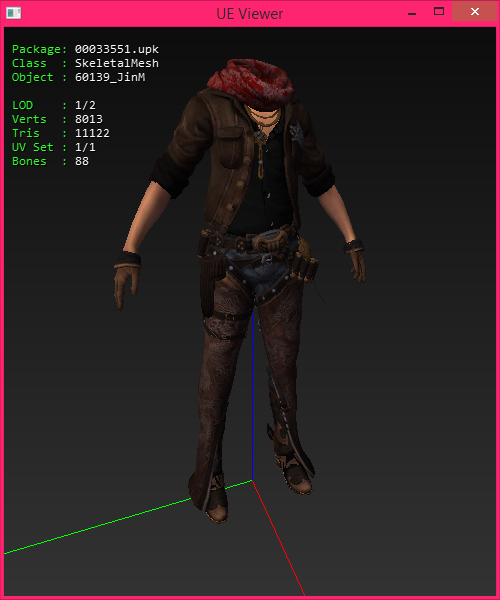 UE Viewer
Package: 00033551.upk
Class : SkeletalMesh
Object : 60139_JinM
LOD : 1/2
Verts : 8013
Tris : 11122
UV Set : 1/1
Bones : 88